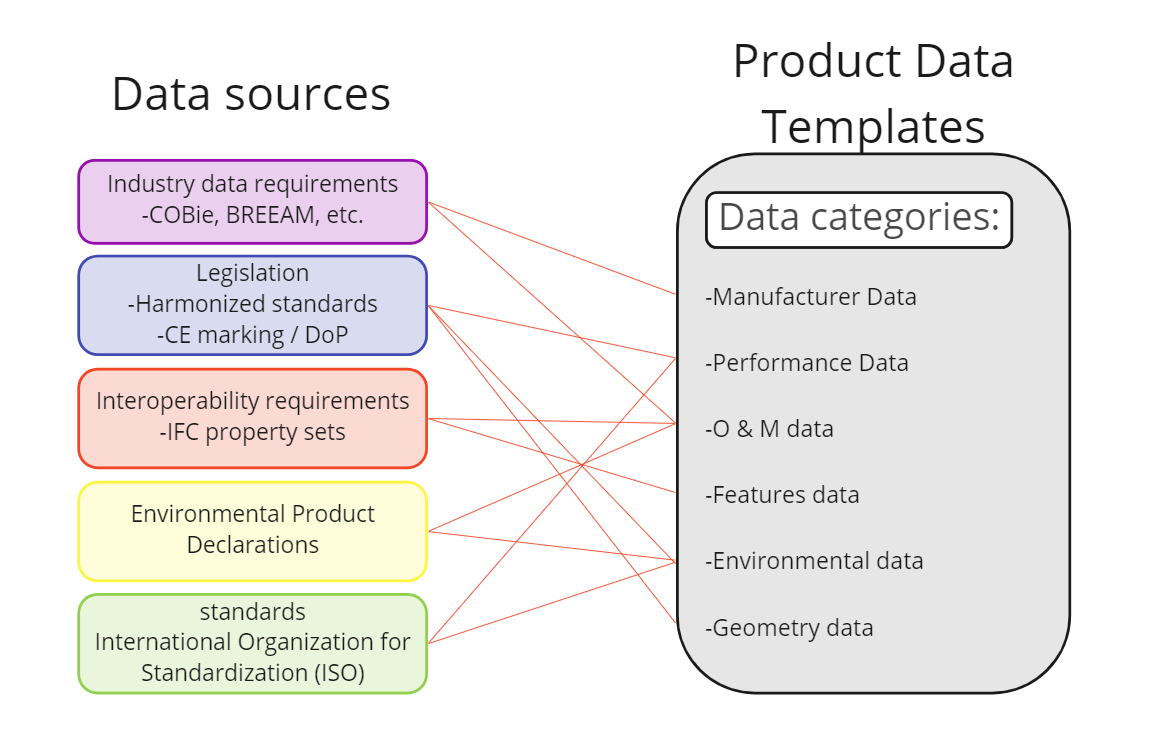 Data sources
Industry data requirements
-COBie, BREEAM, etc.
Legislation
-Harmonized standards
-CE marking / DoP
Interoperability requirements
-IFC property sets
Environmental Product
Declarations
standards
International Organization for
Standardization (ISO)
Product Data
Templates
Data categories:
-Manufacturer Data
-Performance Data
-O & M data
-Features data
-Environmental data
-Geometry data